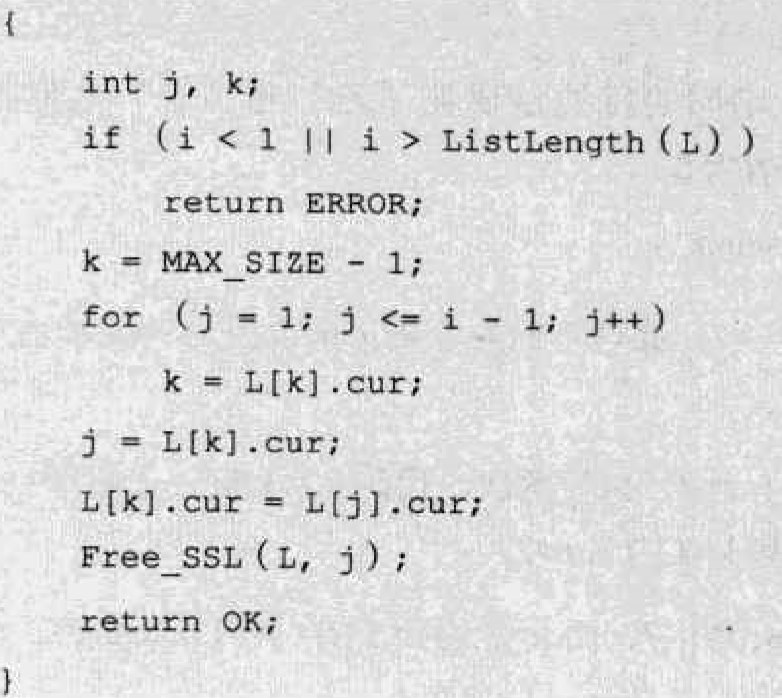 {
int j, k;
if (i < 1 || i > ListLength(L))
return ERROR;
k = MAX_SIZE - 1;
for (j = 1; j <= i - 1; j++)
k = L[k].cur;
j = L[k].cur;
L[k].cur = L[j].cur;
Free_SSL(L, j);
return OK;
}